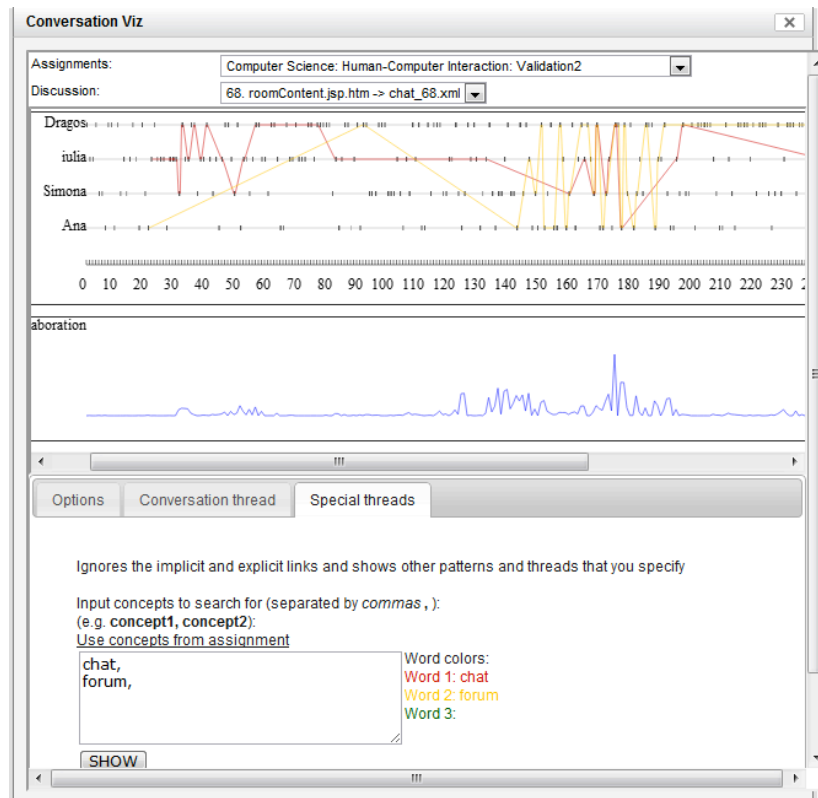 Conversation Viz
Assignments: Computer Science: Human-Computer Interaction: Validation2
Discussion: 68. roomContent.jsp.htm -> chat_68.xml
Dragos
iulia
Simona
Ana
0 10 20 30 40 50 60 70 80 90 100 110 120 130 140 150 160 170 180 190 200 210 220 230 2
aboration
Options Conversation thread Special threads
Ignores the implicit and explicit links and shows other patterns and threads that you specify
Input concepts to search for (separated by commas , ):
(e.g. concept1, concept2):
Use concepts from assignment
chat,
forum,
Word colors:
Word 1: chat
Word 2: forum
Word 3:
SHOW